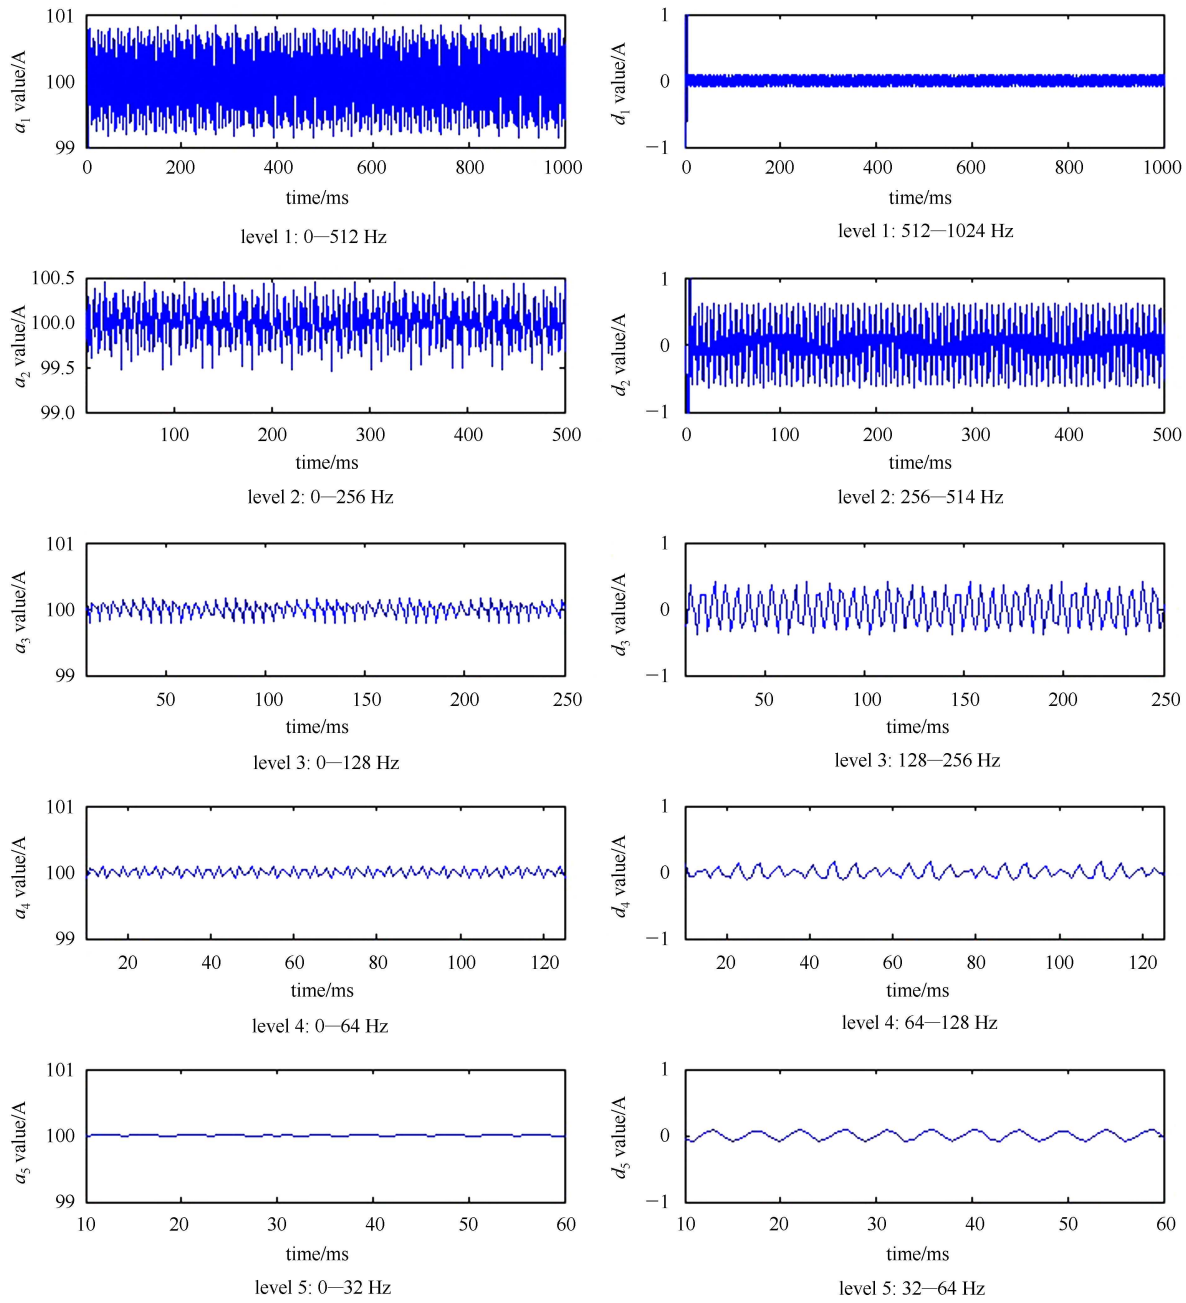 101
100
99
a₁ value/A
0 200 400 600 800 1000
time/ms
level 1: 0—512 Hz
1
0
−1
d₁ value/A
0 200 400 600 800 1000
time/ms
level 1: 512—1024 Hz
100.5
100.0
99.5
99.0
a₂ value/A
100 200 300 400 500
time/ms
level 2: 0—256 Hz
1
0
−1
d₂ value/A
0 100 200 300 400 500
time/ms
level 2: 256—514 Hz
101
100
99
a₃ value/A
50 100 150 200 250
time/ms
level 3: 0—128 Hz
1
0
−1
d₃ value/A
50 100 150 200 250
time/ms
level 3: 128—256 Hz
101
100
99
a₄ value/A
20 40 60 80 100 120
time/ms
level 4: 0—64 Hz
1
0
−1
d₄ value/A
20 40 60 80 100 120
time/ms
level 4: 64—128 Hz
101
100
99
a₅ value/A
10 20 30 40 50 60
time/ms
level 5: 0—32 Hz
1
0
−1
d₅ value/A
10 20 30 40 50 60
time/ms
level 5: 32—64 Hz